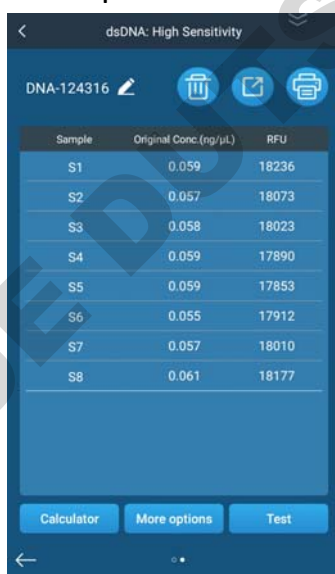 dsDNA: High Sensitivity
DNA-124316
Sample Original Conc.(ng/μL) RFU
S1 0.059 18236
S2 0.057 18073
S3 0.058 18023
S4 0.059 17890
S5 0.059 17853
S6 0.055 17912
S7 0.057 18010
S8 0.061 18177
Calculator More options Test